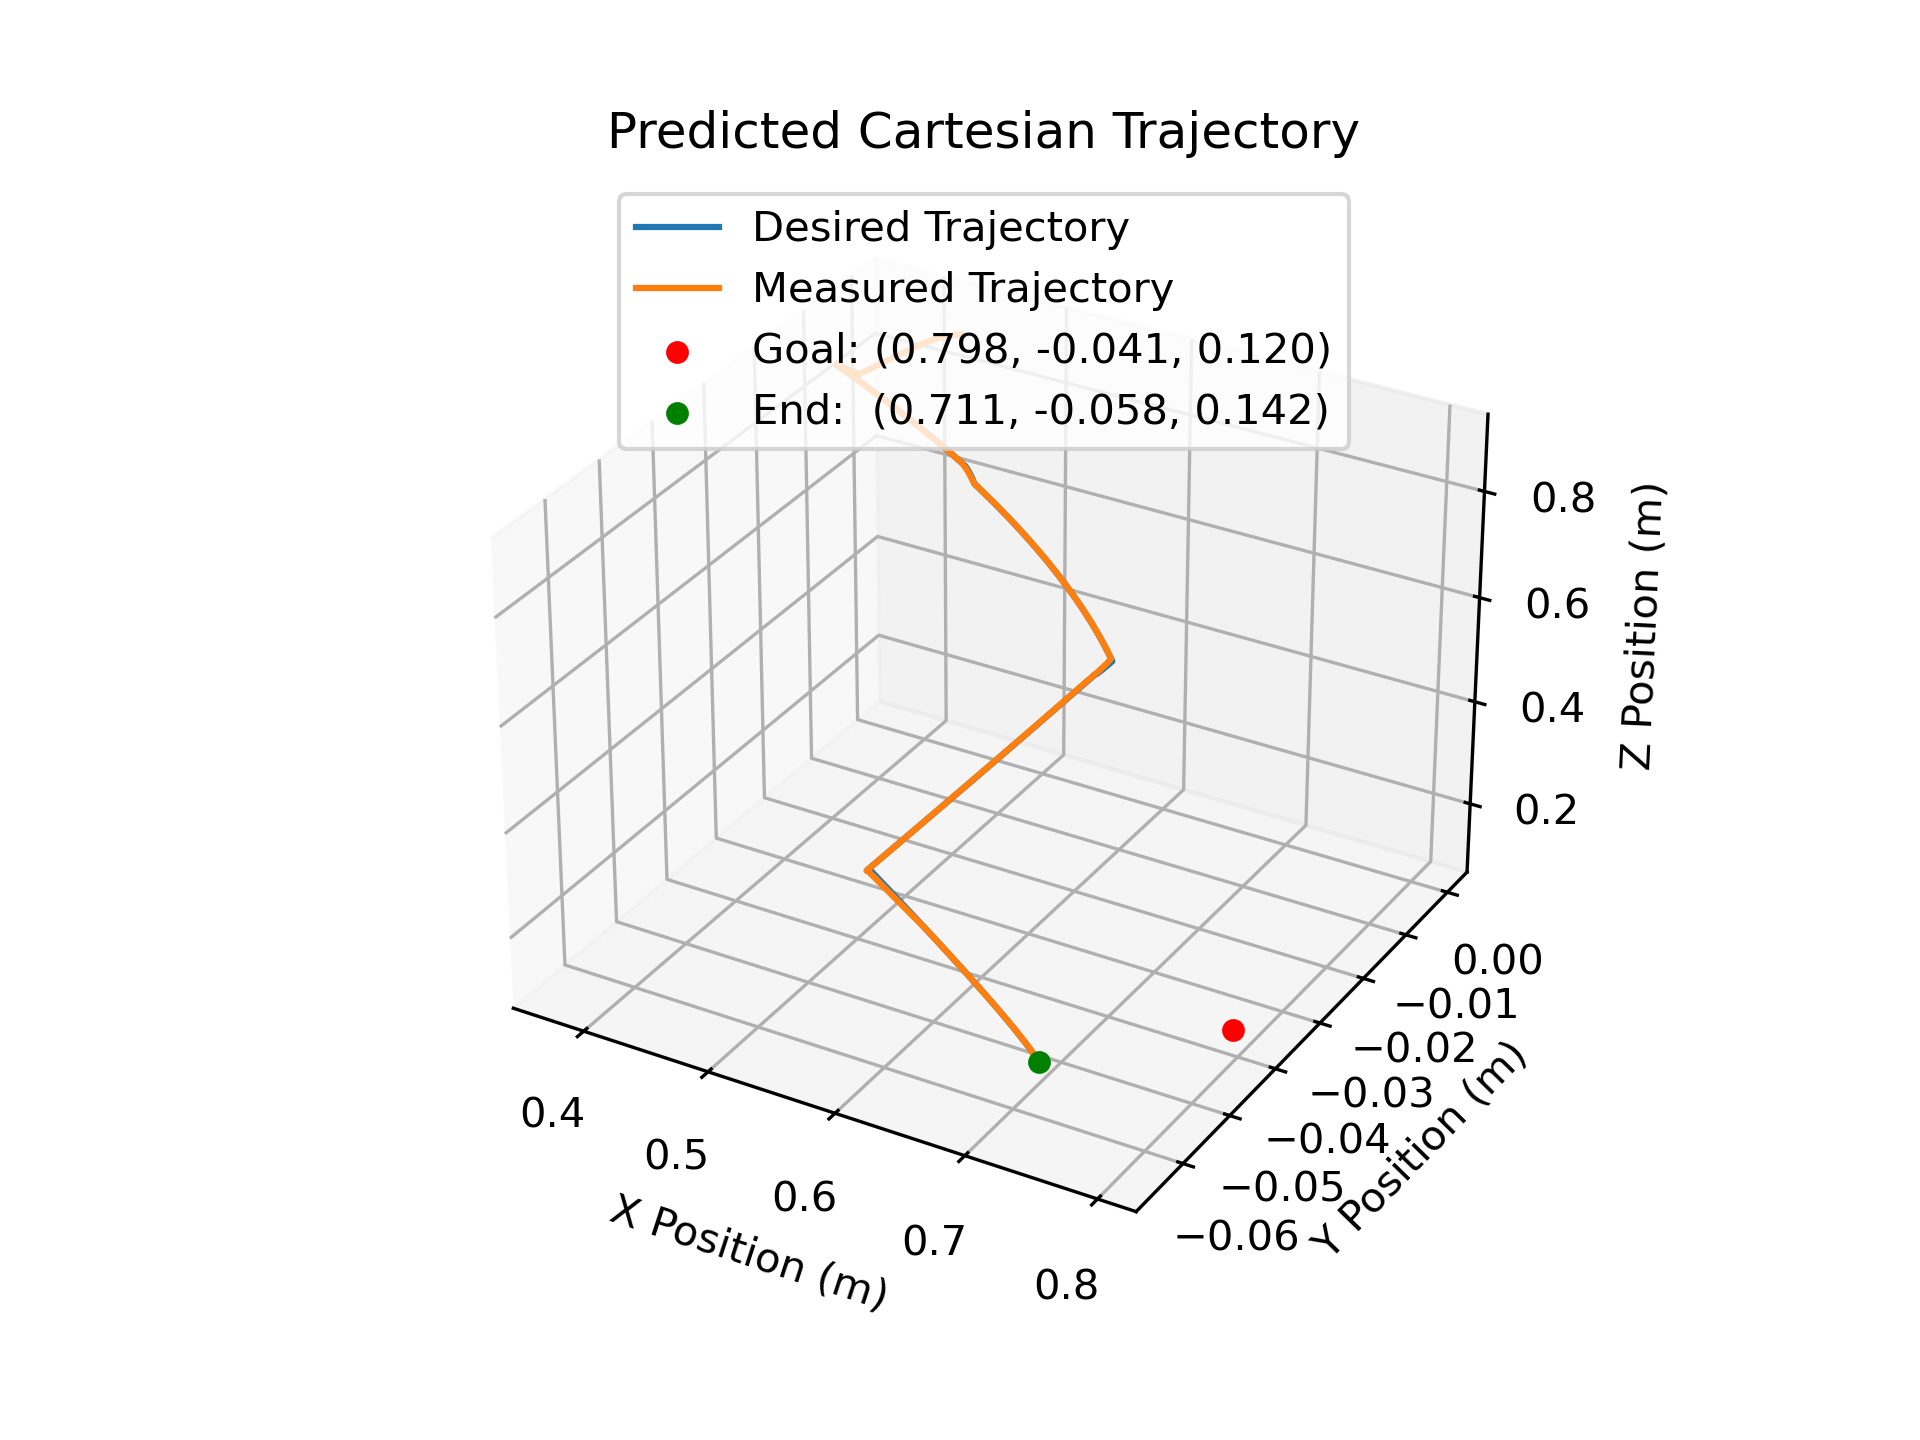 Predicted Cartesian Trajectory
Desired Trajectory
Measured Trajectory
Goal: (0.798, -0.041, 0.120)
End: (0.711, -0.058, 0.142)
0.8
0.6
0.4
0.2
Z Position (m)
0.00
−0.01
−0.02
−0.03
−0.04
−0.05
−0.06
Y Position (m)
0.4
0.5
0.6
0.7
0.8
X Position (m)